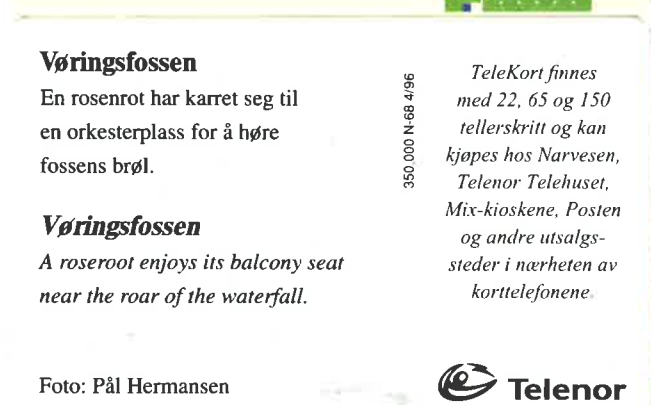 Vøringsfossen
En rosenrot har karret seg til
en orkesterplass for å høre
fossens brøl.
Vøringsfossen
A roseroot enjoys its balcony seat
near the roar of the waterfall.
Foto: Pål Hermansen
350,000 N-68 4/96
TeleKort finnes
med 22, 65 og 150
tellerskritt og kan
kjøpes hos Narvesen,
Telenor Telehuset,
Mix-kioskene, Posten
og andre utsalgs-
steder i nærheten av
korttelefonene.
Telenor